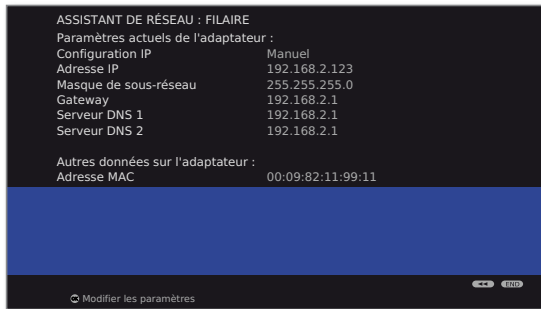 ASSISTANT DE RÉSEAU : FILAIRE
Paramètres actuels de l'adaptateur :
Configuration IP Manuel
Adresse IP 192.168.2.123
Masque de sous-réseau 255.255.255.0
Gateway 192.168.2.1
Serveur DNS 1 192.168.2.1
Serveur DNS 2 192.168.2.1
Autres données sur l'adaptateur :
Adresse MAC 00:09:82:11:99:11
END
OK Modifier les paramètres